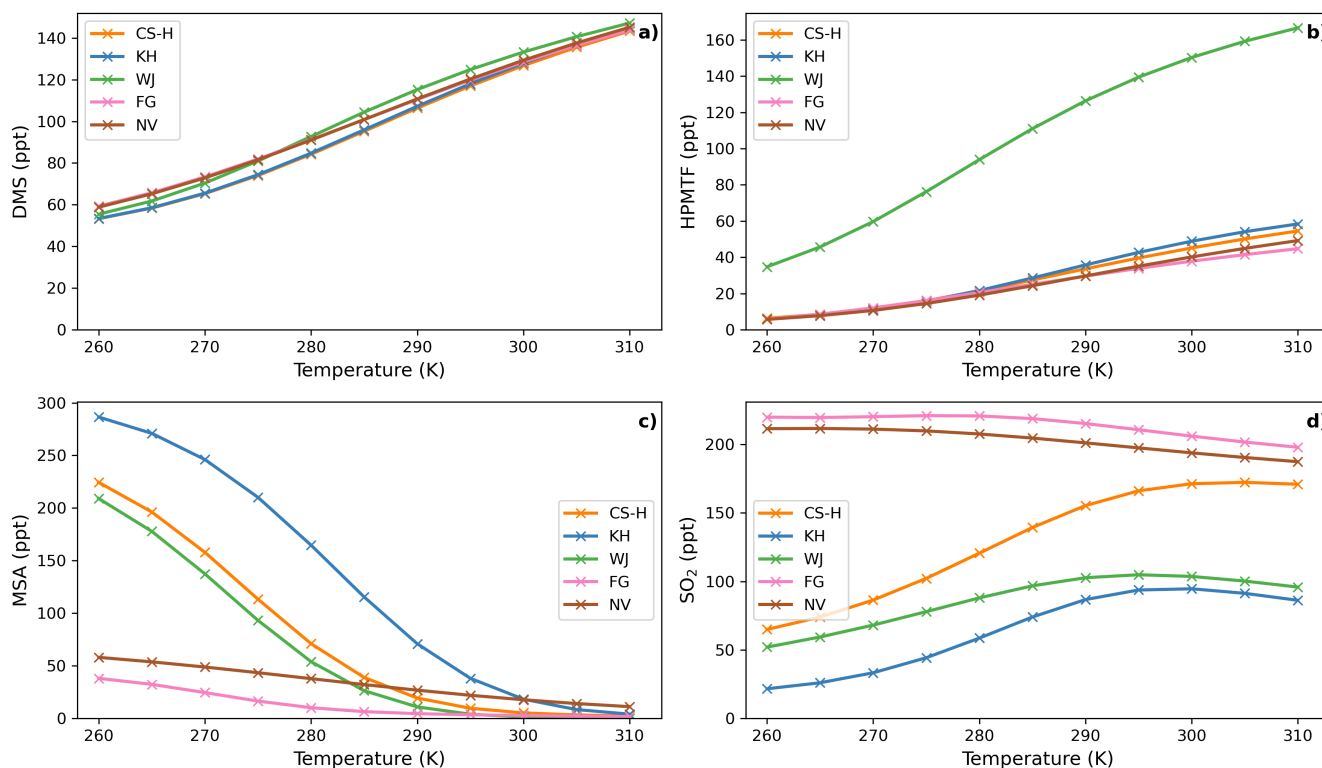 a)
CS-H
KH
WJ
FG
NV
DMS (ppt)
140
120
100
80
60
40
20
0
260 270 280 290 300 310
Temperature (K)
b)
CS-H
KH
WJ
FG
NV
HPMTF (ppt)
160
140
120
100
80
60
40
20
0
260 270 280 290 300 310
Temperature (K)
c)
CS-H
KH
WJ
FG
NV
MSA (ppt)
300
250
200
150
100
50
0
260 270 280 290 300 310
Temperature (K)
d)
CS-H
KH
WJ
FG
NV
SO₂ (ppt)
200
150
100
50
0
260 270 280 290 300 310
Temperature (K)